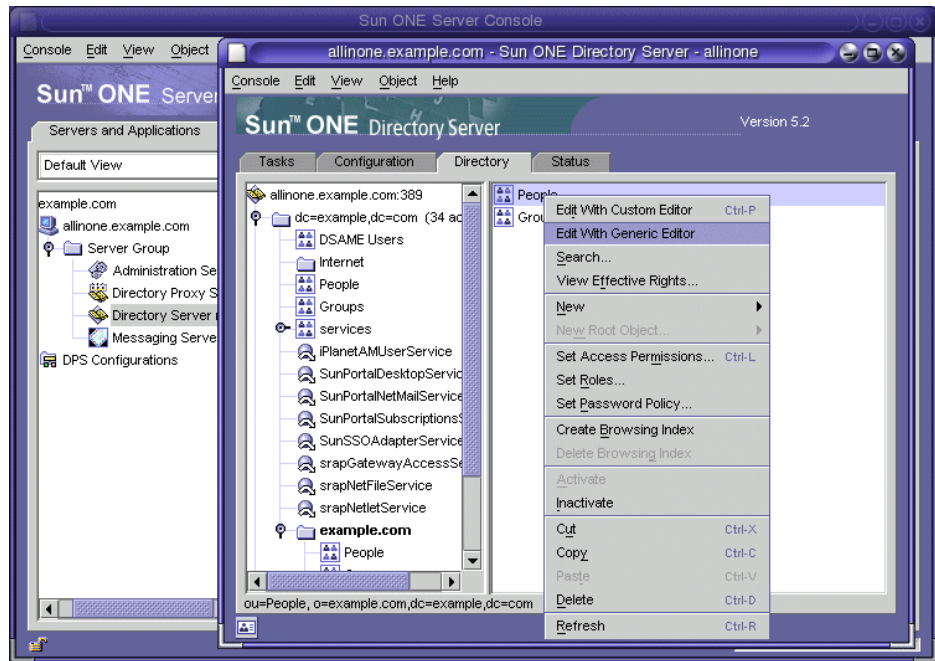 Sun ONE Server Console
Console Edit View Object
Sun™ ONE Server
Servers and Applications
Default View
example.com
allinone.example.com
Server Group
Administration Se
Directory Proxy S
Directory Server
Messaging Serve
DPS Configurations
allinone.example.com - Sun ONE Directory Server - allinone
Console Edit View Object Help
Sun™ ONE Directory Server
Version 5.2
Tasks Configuration Directory Status
allinone.example.com:389
dc=example,dc=com (34 ac
DSAME Users
Internet
People
Groups
services
iPlanetAMUserService
SunPortalDesktopServic
SunPortalNetMailService
SunPortalSubscriptionsS
SunSSOAdapterService
srapGatewayAccessSe
srapNetFileService
srapNetletService
example.com
People
ou=People, o=example.com,dc=example,dc=com
People
Grou
Edit With Custom Editor Ctrl-P
Edit With Generic Editor
Search...
View Effective Rights...
New
New Root Object...
Set Access Permissions... Ctrl-L
Set Roles...
Set Password Policy...
Create Browsing Index
Delete Browsing Index
Activate
Inactivate
Cut Ctrl-X
Copy Ctrl-C
Paste Ctrl-V
Delete Ctrl-D
Refresh Ctrl-R